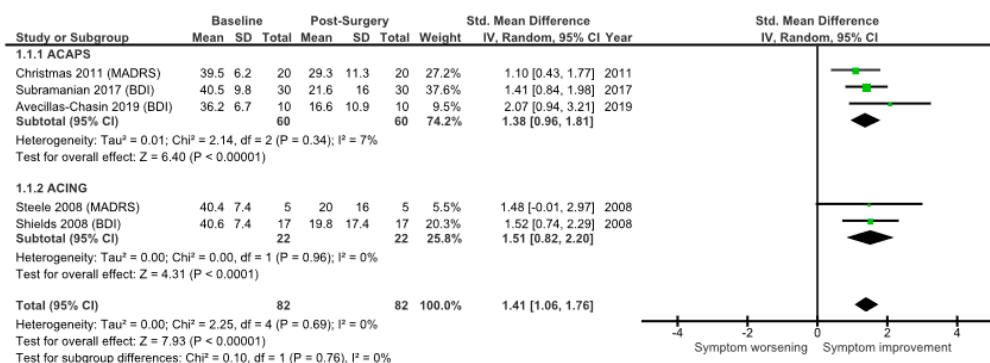 Baseline Post-Surgery Std. Mean Difference Std. Mean Difference
Study or Subgroup Mean SD Total Mean SD Total Weight IV, Random, 95% CI Year IV, Random, 95% CI
1.1.1 ACAPS
Christmas 2011 (MADRS) 39.5 6.2 20 29.3 11.3 20 27.2% 1.10 [0.43, 1.77] 2011
Subramanian 2017 (BDI) 40.5 9.8 30 21.6 16 30 37.6% 1.41 [0.84, 1.98] 2017
Avecillas-Chasin 2019 (BDI) 36.2 6.7 10 16.6 10.9 10 9.5% 2.07 [0.94, 3.21] 2019
Subtotal (95% CI) 60 60 74.2% 1.38 [0.96, 1.81]
Heterogeneity: Tau² = 0.01; Chi² = 2.14, df = 2 (P = 0.34); I² = 7%
Test for overall effect: Z = 6.40 (P < 0.00001)
1.1.2 ACING
Steele 2008 (MADRS) 40.4 7.4 5 20 16 5 5.5% 1.48 [-0.01, 2.97] 2008
Shields 2008 (BDI) 40.6 7.4 17 19.8 17.4 17 20.3% 1.52 [0.74, 2.29] 2008
Subtotal (95% CI) 22 22 25.8% 1.51 [0.82, 2.20]
Heterogeneity: Tau² = 0.00; Chi² = 0.00, df = 1 (P = 0.96); I² = 0%
Test for overall effect: Z = 4.31 (P < 0.0001)
Total (95% CI) 82 82 100.0% 1.41 [1.06, 1.76]
Heterogeneity: Tau² = 0.00; Chi² = 2.25, df = 4 (P = 0.69); I² = 0%
Test for overall effect: Z = 7.93 (P < 0.00001)
Test for subgroup differences: Chi² = 0.10, df = 1 (P = 0.76), I² = 0%
-4 -2 0 2 4
Symptom worsening Symptom improvement